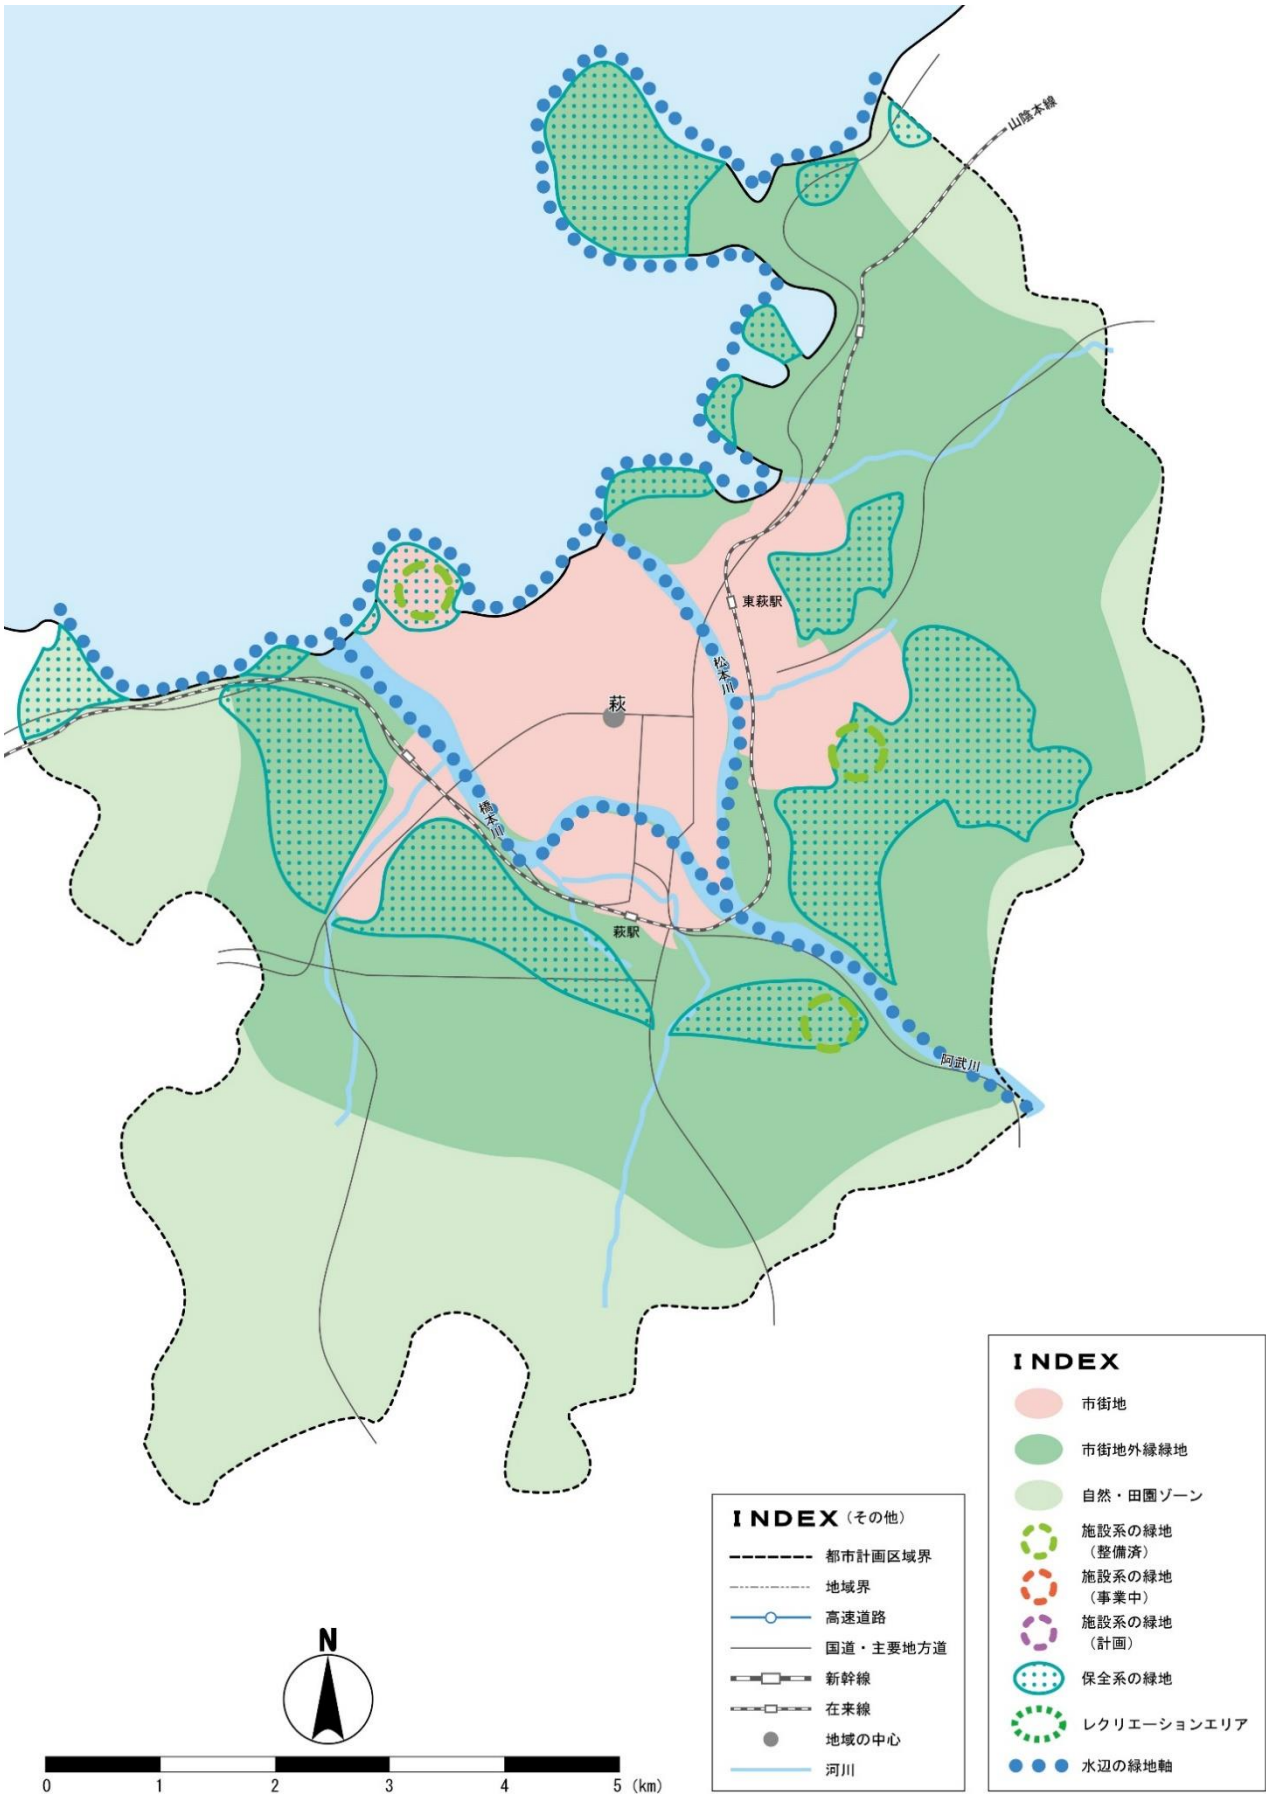 山陰本線
東萩駅
松本川
萩
橋本川
萩駅
阿武川
INDEX
市街地
市街地外縁緑地
自然・田園ゾーン
施設系の緑地
（整備済）
施設系の緑地
（事業中）
施設系の緑地
（計画）
保全系の緑地
レクリエーションエリア
水辺の緑地軸
INDEX（その他）
都市計画区域界
地域界
高速道路
国道・主要地方道
新幹線
在来線
地域の中心
河川
N
0 1 2 3 4 5 (km)